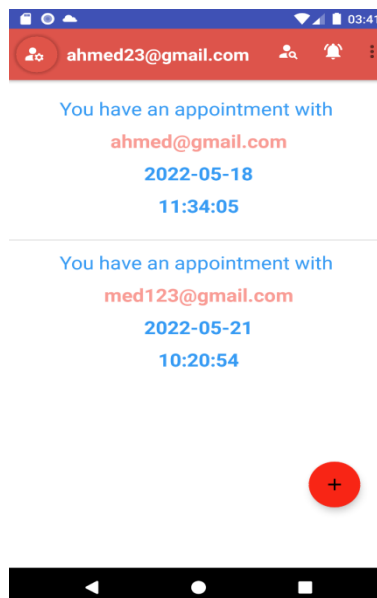 03:41
ahmed23@gmail.com
You have an appointment with
ahmed@gmail.com
2022-05-18
11:34:05
You have an appointment with
med123@gmail.com
2022-05-21
10:20:54
+